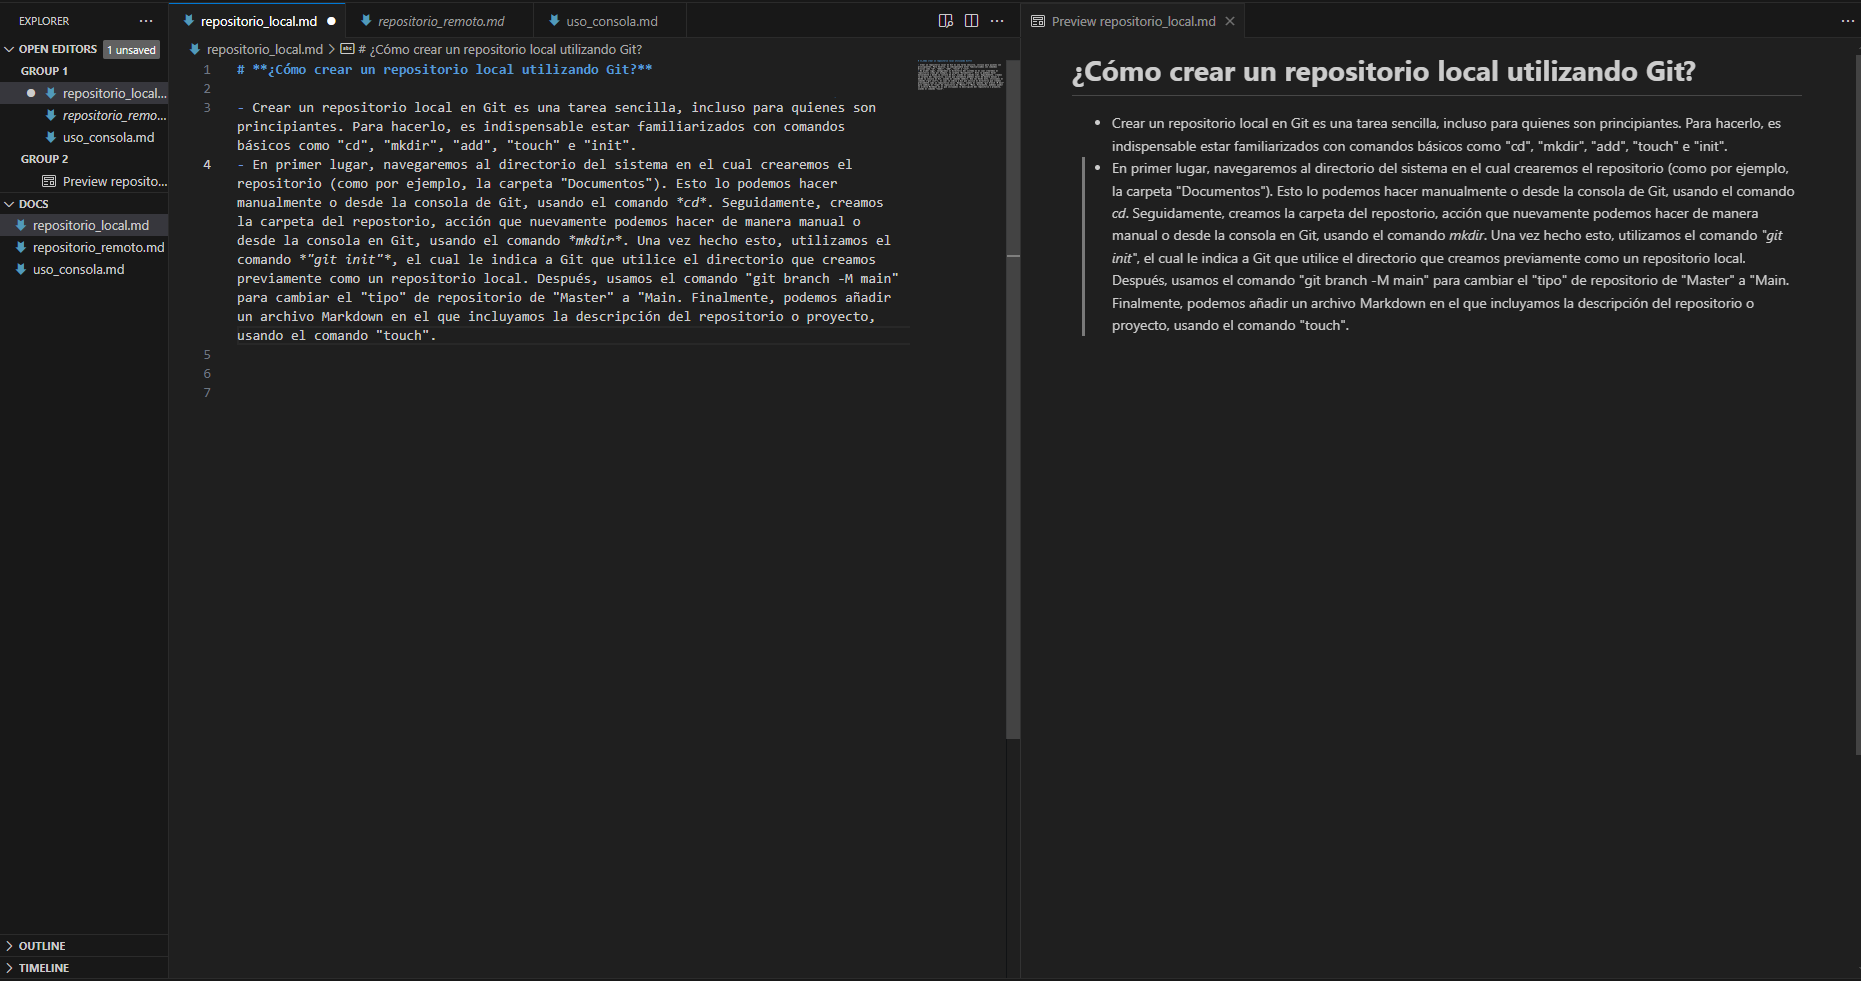 EXPLORER
OPEN EDITORS 1 unsaved
GROUP 1
repositorio_local...
repositorio_remo...
uso_consola.md
GROUP 2
Preview reposito...
DOCS
repositorio_local.md
repositorio_remoto.md
uso_consola.md
OUTLINE
TIMELINE
repositorio_local.md repositorio_remoto.md uso_consola.md
repositorio_local.md > # ¿Cómo crear un repositorio local utilizando Git?
1 # **¿Cómo crear un repositorio local utilizando Git?**
2
3 - Crear un repositorio local en Git es una tarea sencilla, incluso para quienes son
principiantes. Para hacerlo, es indispensable estar familiarizados con comandos
básicos como "cd", "mkdir", "add", "touch" e "init".
4 - En primer lugar, navegaremos al directorio del sistema en el cual crearemos el
repositorio (como por ejemplo, la carpeta "Documentos"). Esto lo podemos hacer
manualmente o desde la consola de Git, usando el comando *cd*. Seguidamente, creamos
la carpeta del repostorio, acción que nuevamente podemos hacer de manera manual o
desde la consola en Git, usando el comando *mkdir*. Una vez hecho esto, utilizamos el
comando *"git init"*, el cual le indica a Git que utilice el directorio que creamos
previamente como un repositorio local. Después, usamos el comando "git branch -M main"
para cambiar el "tipo" de repositorio de "Master" a "Main. Finalmente, podemos añadir
un archivo Markdown en el que incluyamos la descripción del repositorio o proyecto,
usando el comando "touch".
5
6
7
Preview repositorio_local.md
¿Cómo crear un repositorio local utilizando Git?
• Crear un repositorio local en Git es una tarea sencilla, incluso para quienes son principiantes. Para hacerlo, es
indispensable estar familiarizados con comandos básicos como "cd", "mkdir", "add", "touch" e "init".
• En primer lugar, navegaremos al directorio del sistema en el cual crearemos el repositorio (como por ejemplo,
la carpeta "Documentos"). Esto lo podemos hacer manualmente o desde la consola de Git, usando el comando
cd. Seguidamente, creamos la carpeta del repostorio, acción que nuevamente podemos hacer de manera
manual o desde la consola en Git, usando el comando mkdir. Una vez hecho esto, utilizamos el comando "git
init", el cual le indica a Git que utilice el directorio que creamos previamente como un repositorio local.
Después, usamos el comando "git branch -M main" para cambiar el "tipo" de repositorio de "Master" a "Main.
Finalmente, podemos añadir un archivo Markdown en el que incluyamos la descripción del repositorio o
proyecto, usando el comando "touch".